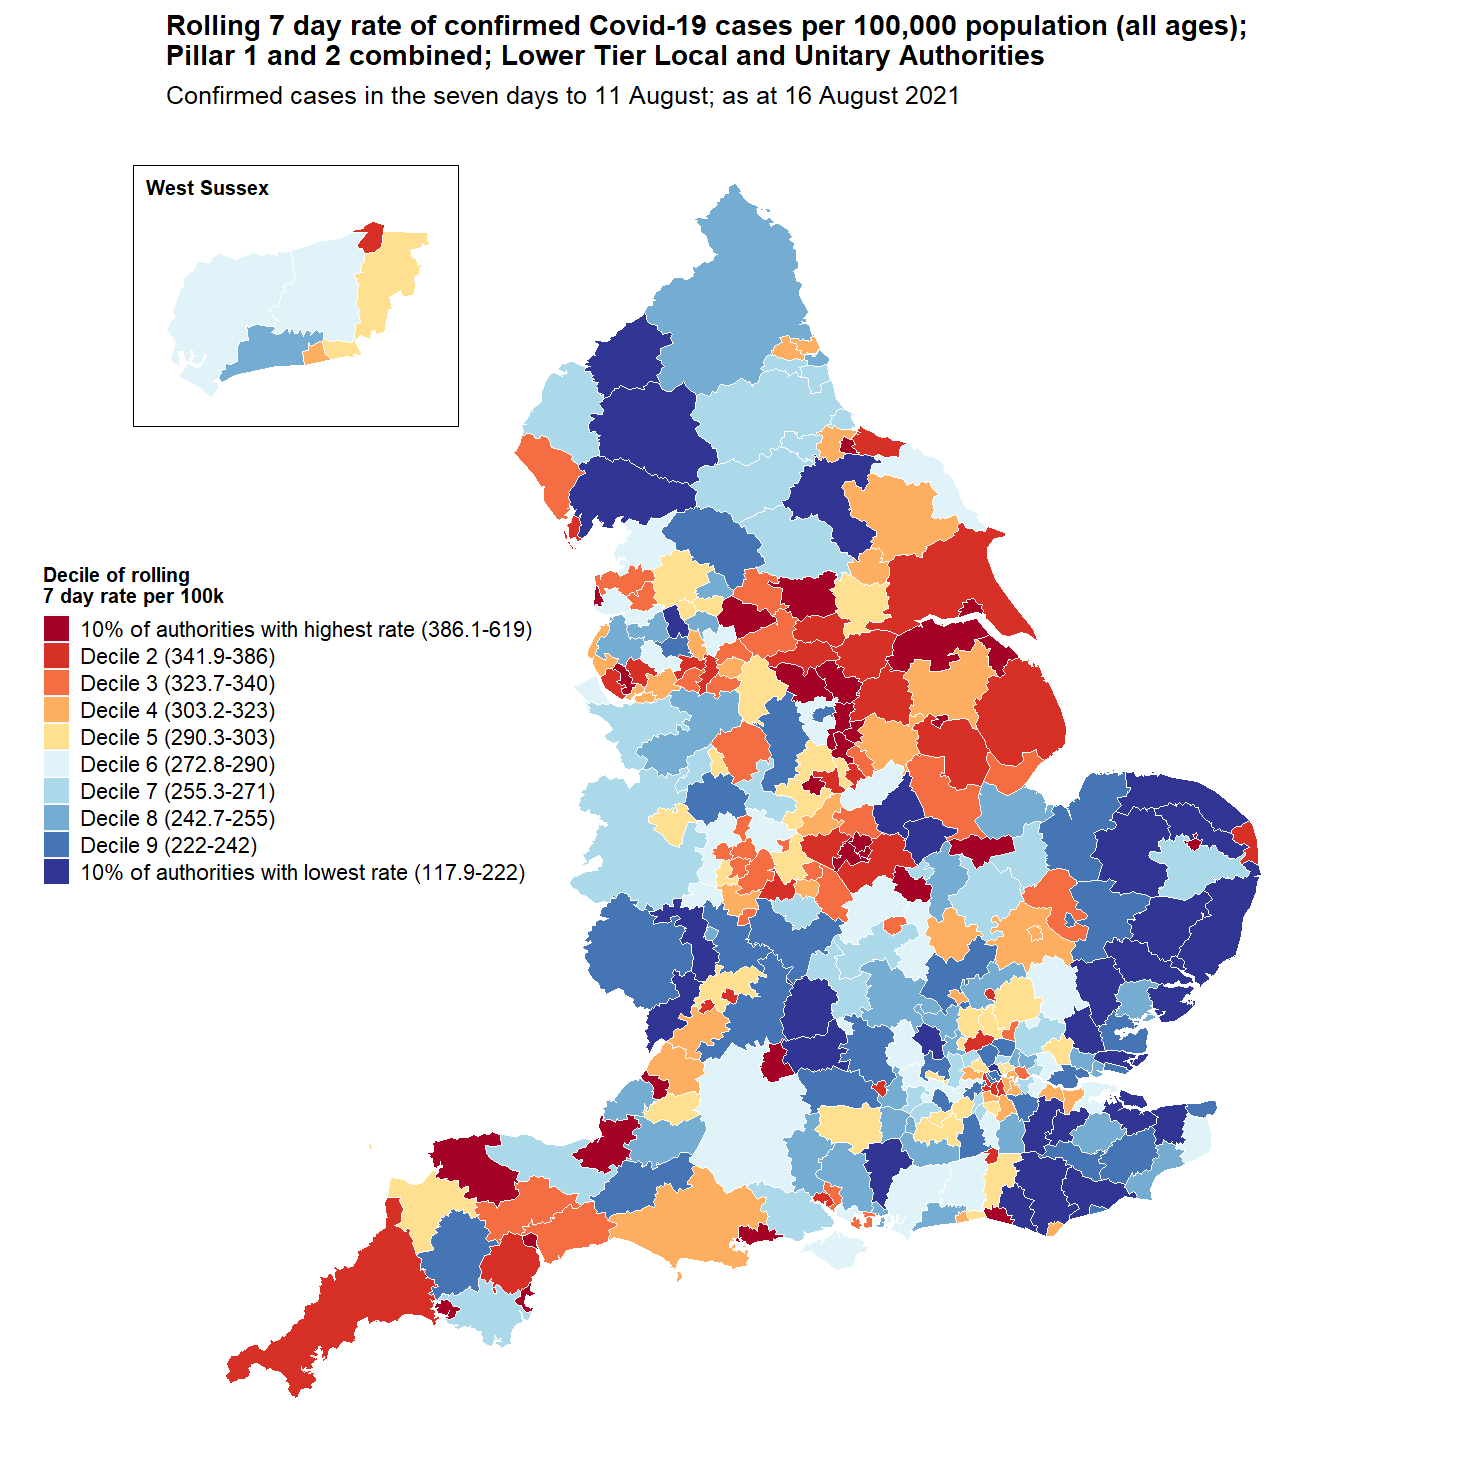 Rolling 7 day rate of confirmed Covid-19 cases per 100,000 population (all ages);
Pillar 1 and 2 combined; Lower Tier Local and Unitary Authorities
Confirmed cases in the seven days to 11 August; as at 16 August 2021
West Sussex
Decile of rolling
7 day rate per 100k
10% of authorities with highest rate (386.1-619)
Decile 2 (341.9-386)
Decile 3 (323.7-340)
Decile 4 (303.2-323)
Decile 5 (290.3-303)
Decile 6 (272.8-290)
Decile 7 (255.3-271)
Decile 8 (242.7-255)
Decile 9 (222-242)
10% of authorities with lowest rate (117.9-222)